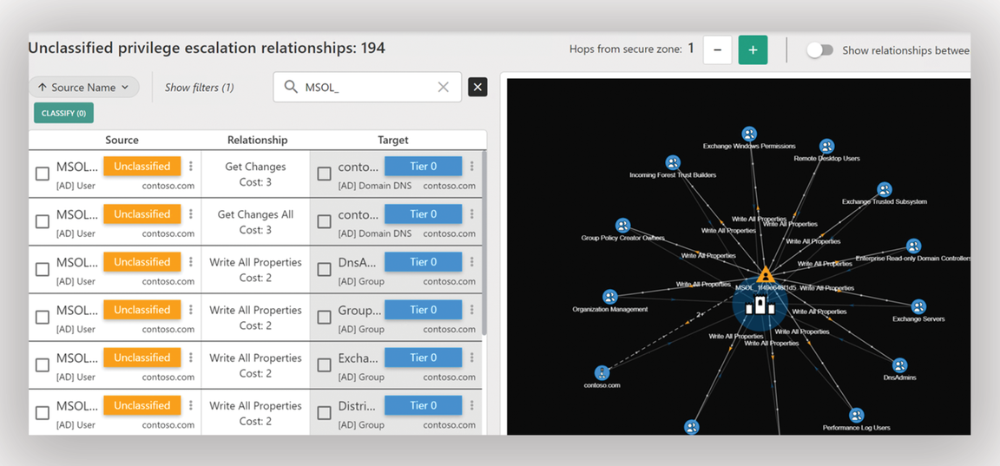 Unclassified privilege escalation relationships: 194
Hops from secure zone: 1 - +
Show relationships betwee
Source Name
Show filters (1)
MSOL_
CLASSIFY (0)
Source Relationship Target
MSOL... Unclassified Get Changes conto... Tier 0
[AD] User contoso.com Cost: 3 [AD] Domain DNS contoso.com
MSOL... Unclassified Get Changes All conto... Tier 0
[AD] User contoso.com Cost: 3 [AD] Domain DNS contoso.com
MSOL... Unclassified Write All Properties DnsA... Tier 0
[AD] User contoso.com Cost: 2 [AD] Group contoso.com
MSOL... Unclassified Write All Properties Group... Tier 0
[AD] User contoso.com Cost: 2 [AD] Group contoso.com
MSOL... Unclassified Write All Properties Excha... Tier 0
[AD] User contoso.com Cost: 2 [AD] Group contoso.com
MSOL... Unclassified Write All Properties Distri... Tier 0
[AD] User contoso.com Cost: 2 [AD] Group contoso.com
Exchange Windows Permissions
Remote Desktop Users
Incoming Forest Trust Builders
Exchange Trusted Subsystem
Write All Properties
Write All Properties
Write All Properties
Group Policy Creator Owners
Write All Properties
Write All Properties
Enterprise Read-only Domain Controllers
Write All Properties
Write All Properties
Write All Properties
Organization Management
Write All Properties
2
Exchange Servers
Write All Properties
Write All Properties
Write All Properties
contoso.com
DnsAdmins
Performance Log Users